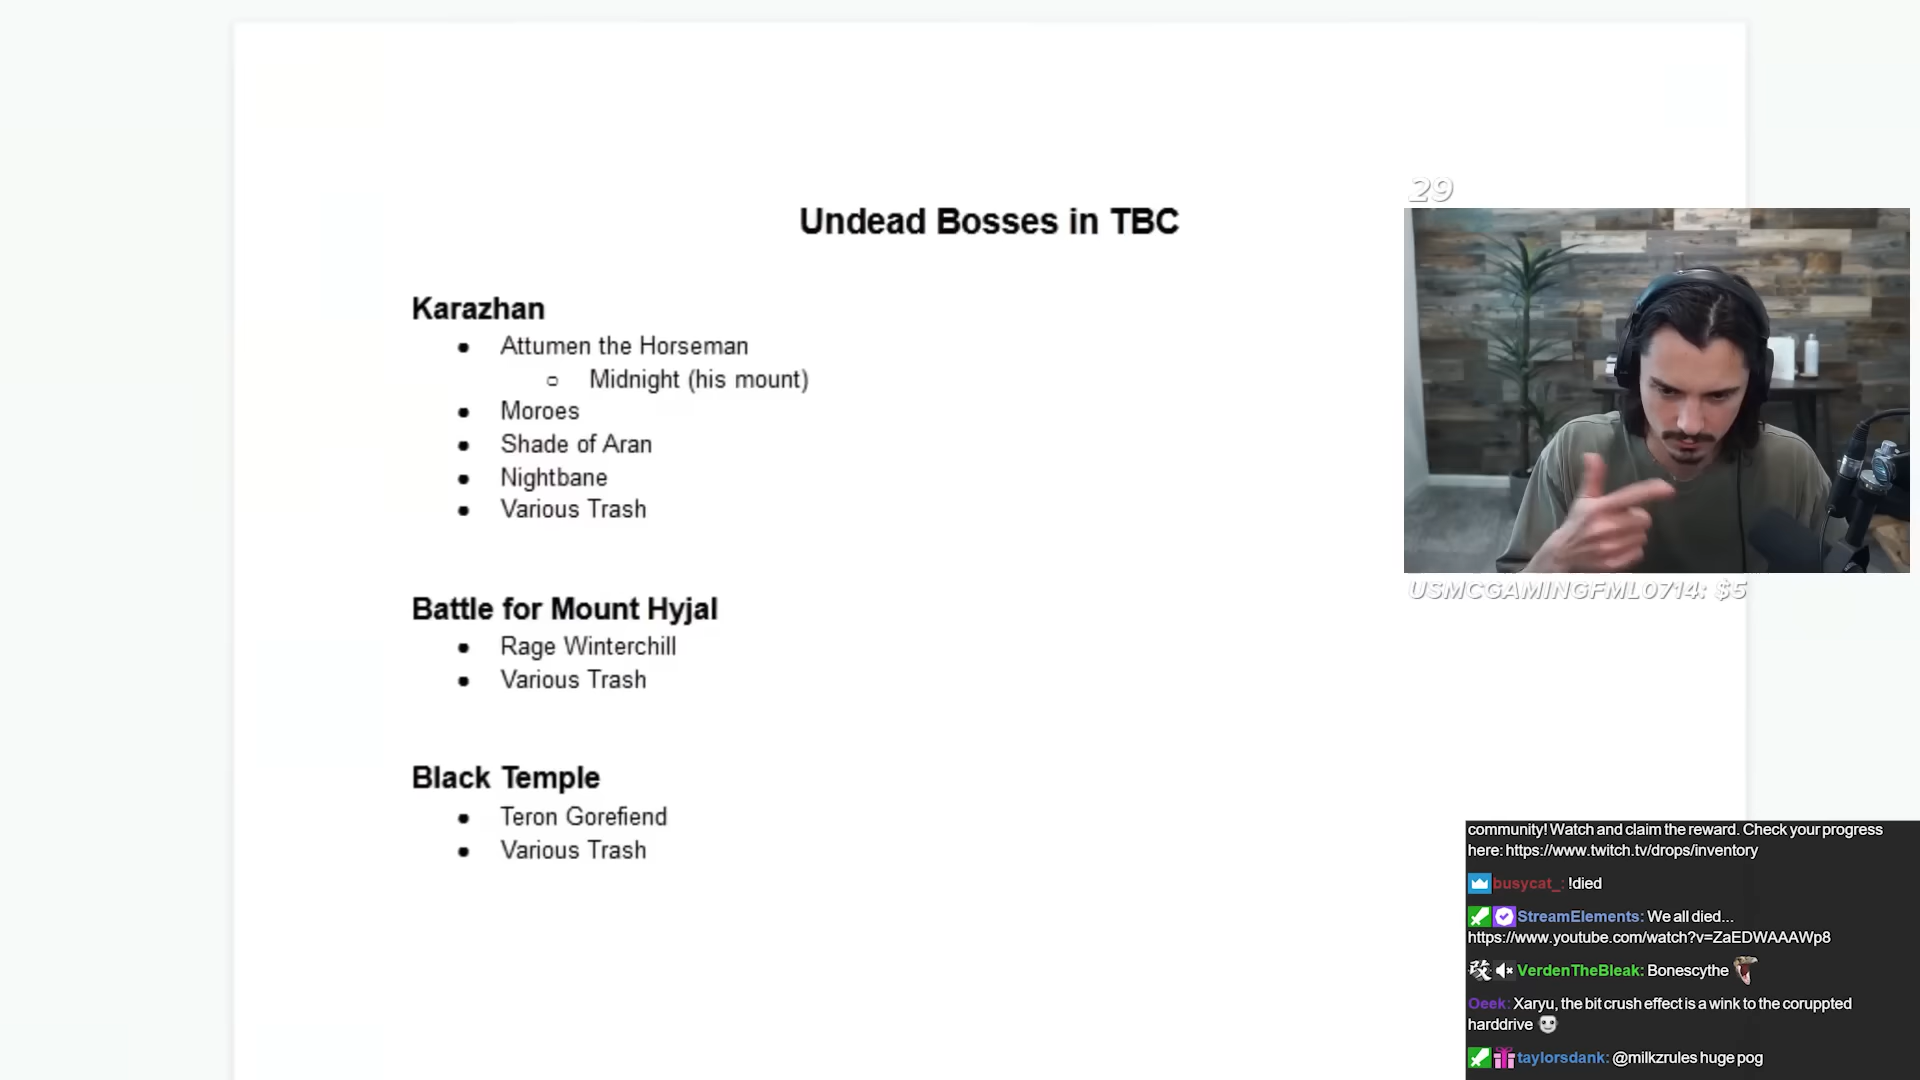 Undead Bosses in TBC
Karazhan
● Attumen the Horseman
○ Midnight (his mount)
● Moroes
● Shade of Aran
● Nightbane
● Various Trash
Battle for Mount Hyjal
● Rage Winterchill
● Various Trash
Black Temple
● Teron Gorefiend
● Various Trash
29
USMCGAMINGFML0714: $5
community! Watch and claim the reward. Check your progress
here: https://www.twitch.tv/drops/inventory
busycat_: !died
StreamElements: We all died...
https://www.youtube.com/watch?v=ZaEDWAAAWp8
改 VerdenTheBleak: Bonescythe
Oeek: Xaryu, the bit crush effect is a wink to the coruppted
harddrive
taylorsdank: @milkzrules huge pog